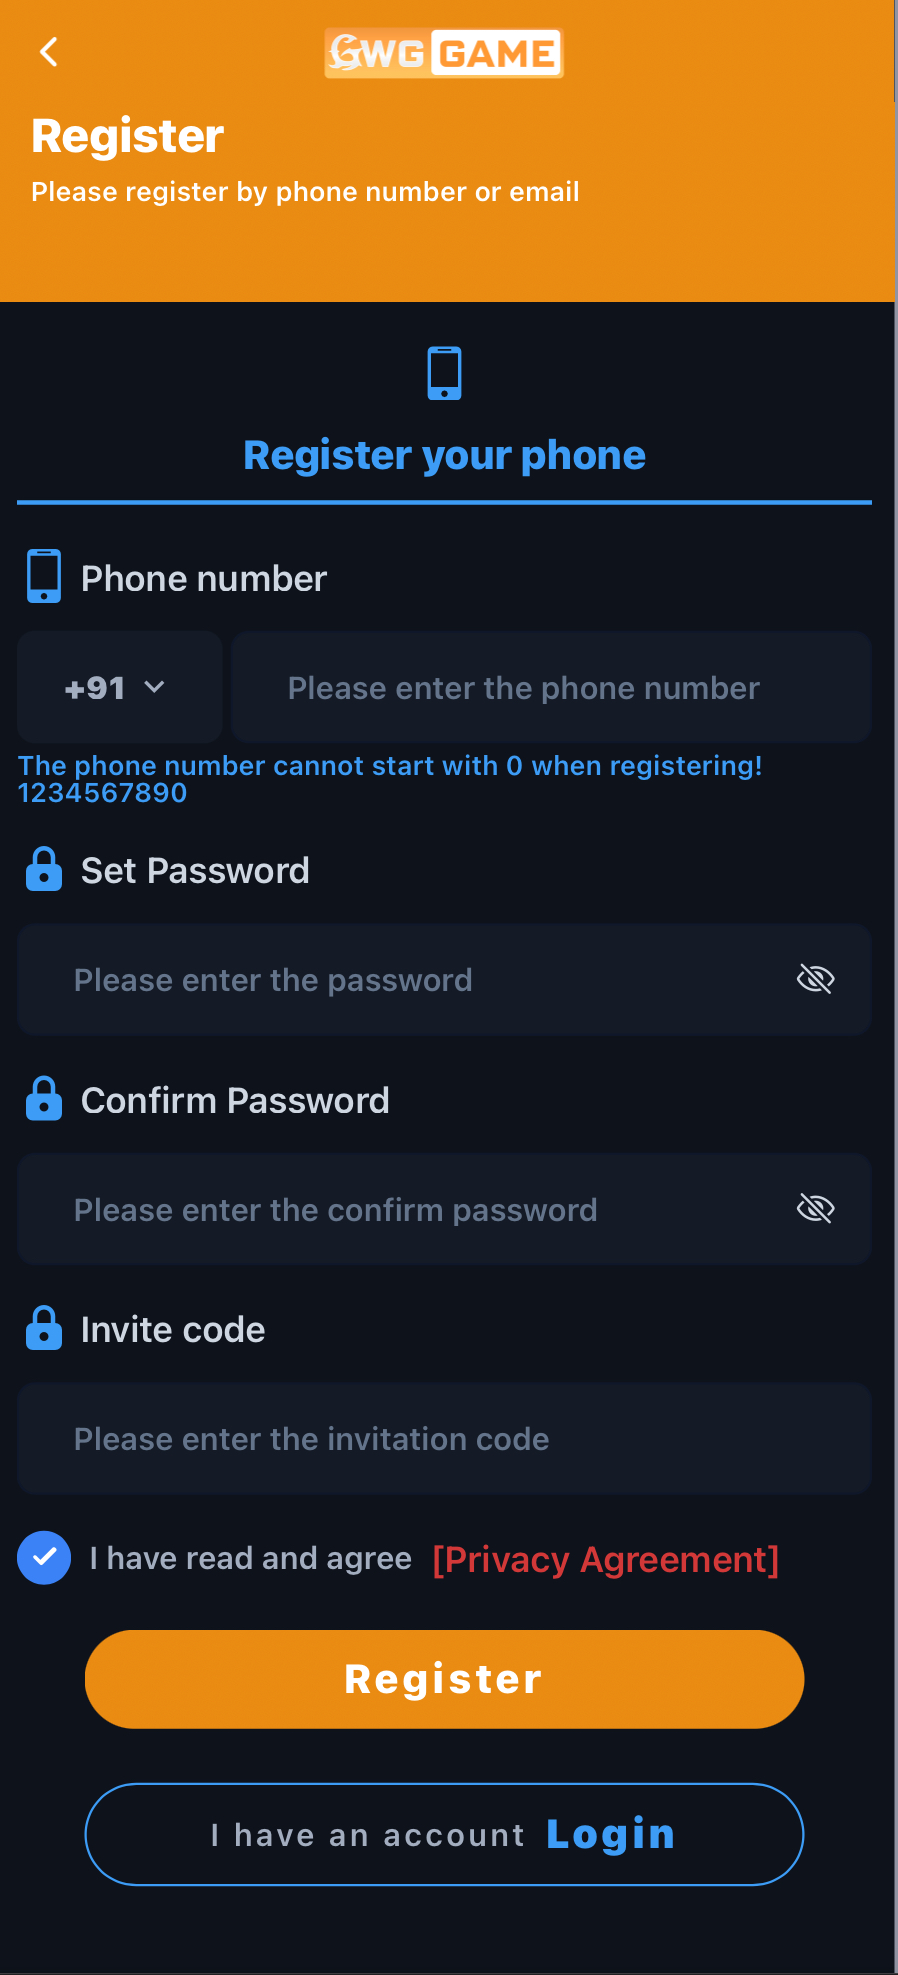 GWG GAME
Register
Please register by phone number or email
Register your phone
Phone number
+91 Please enter the phone number
The phone number cannot start with 0 when registering!
1234567890
Set Password
Please enter the password
Confirm Password
Please enter the confirm password
Invite code
Please enter the invitation code
I have read and agree [Privacy Agreement]
Register
I have an account Login